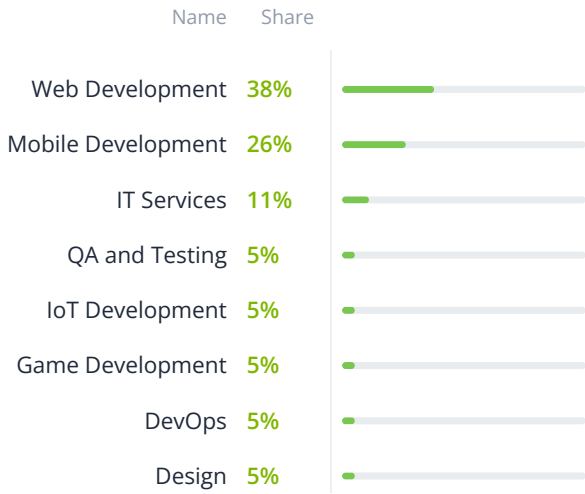 Name Share
Web Development 38%
Mobile Development 26%
IT Services 11%
QA and Testing 5%
IoT Development 5%
Game Development 5%
DevOps 5%
Design 5%